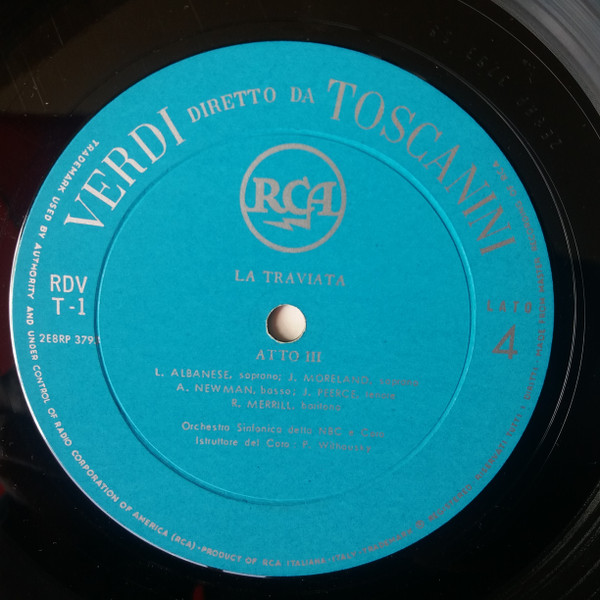 VERDI DIRETTO DA TOSCANINI
RCA
LA TRAVIATA
RDV
T-1
2E8RP 379
LATO
4
ATTO III
L. ALBANESE, soprano; J. MORELAND, soprano
A. NEWMAN, basso; J. PEERCE, tenore
R. MERRILL, baritono
Orchestra Sinfonica della NBC e Coro
Istruttore del Coro: P. Wilhousky
TRADEMARK USED BY AUTHORITY AND UNDER CONTROL OF RADIO CORPORATION OF AMERICA (RCA) - PRODUCT OF RCA ITALIANA - ITALY -